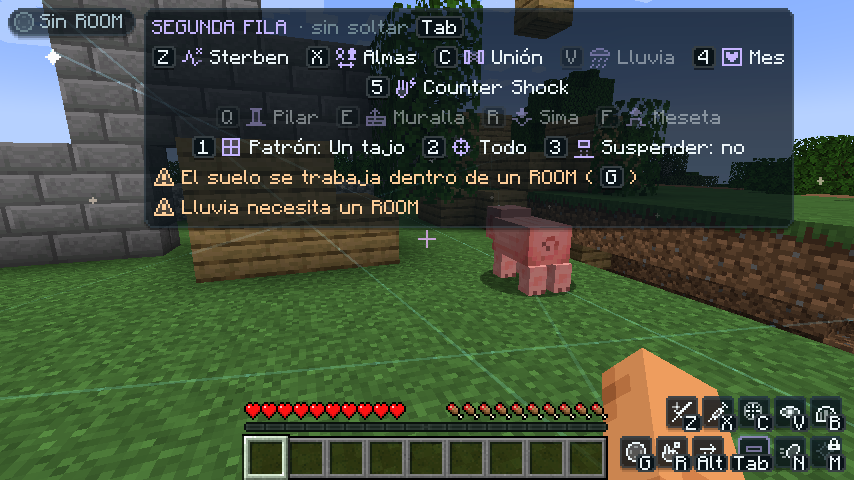 Sin ROOM
SEGUNDA FILA · sin soltar Tab
Z Sterben X Almas C Unión V Lluvia 4 Mes
5 Counter Shock
Q Pilar E Muralla R Sima F Meseta
1 Patrón: Un tajo 2 Todo 3 Suspender: no
El suelo se trabaja dentro de un ROOM ( G )
Lluvia necesita un ROOM
Z X C V B
G R Alt Tab N M